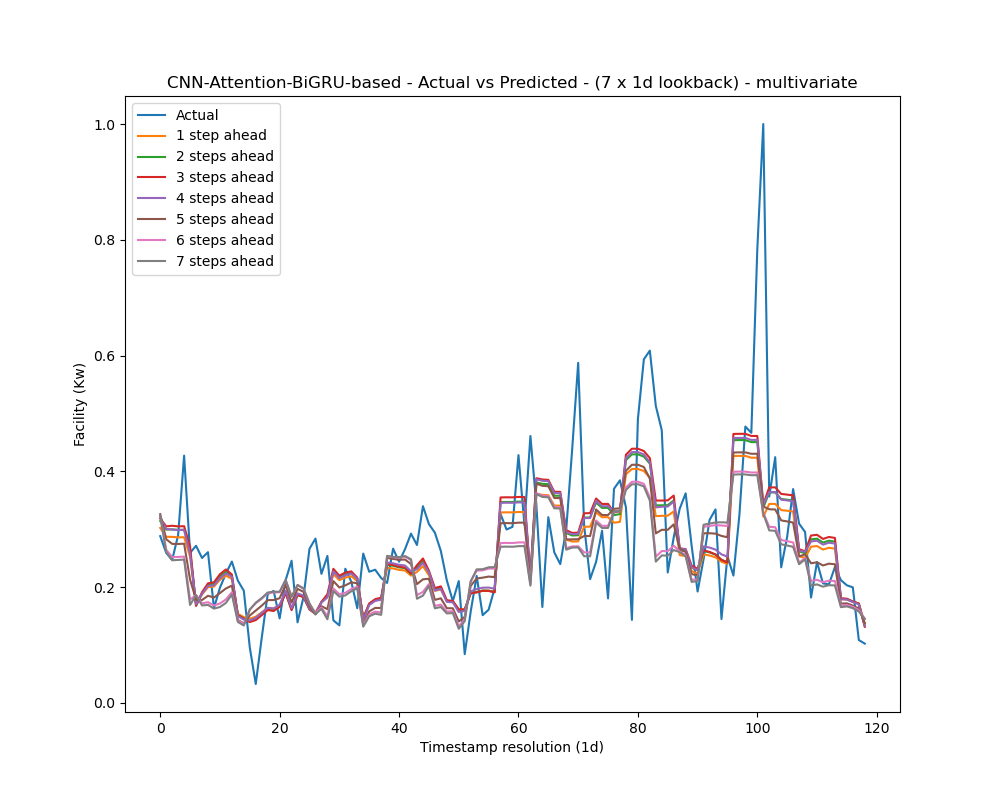 CNN-Attention-BiGRU-based - Actual vs Predicted - (7 x 1d lookback) - multivariate
Actual
1 step ahead
2 steps ahead
3 steps ahead
4 steps ahead
5 steps ahead
6 steps ahead
7 steps ahead
1.0
0.8
0.6
0.4
0.2
0.0
Facility (Kw)
0 20 40 60 80 100 120
Timestamp resolution (1d)